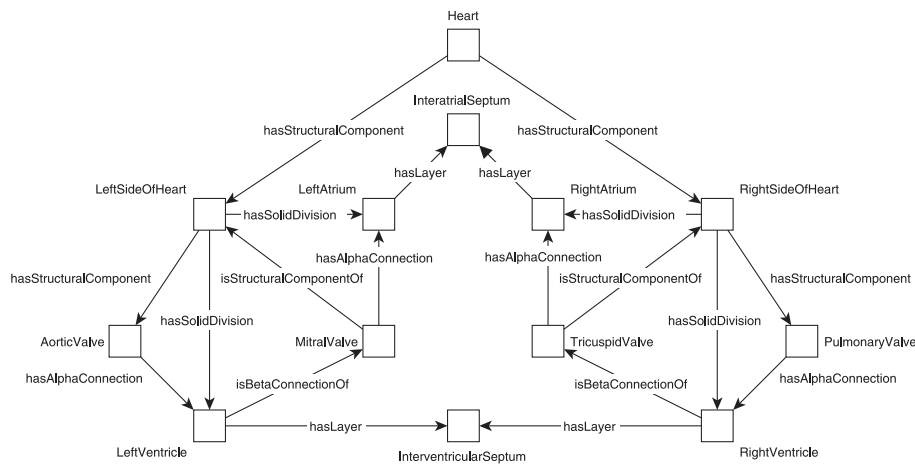 Heart
InteratrialSeptum
hasStructuralComponent
hasStructuralComponent
hasLayer
hasLayer
LeftSideOfHeart
LeftAtrium
RightAtrium
RightSideOfHeart
hasSolidDivision
hasSolidDivision
hasAlphaConnection
hasAlphaConnection
hasStructuralComponent
isStructuralComponentOf
isStructuralComponentOf
hasStructuralComponent
hasSolidDivision
hasSolidDivision
AorticValve
MitralValve
TricuspidValve
PulmonaryValve
hasAlphaConnection
isBetaConnectionOf
isBetaConnectionOf
hasAlphaConnection
hasLayer
hasLayer
LeftVentricle
InterventricularSeptum
RightVentricle